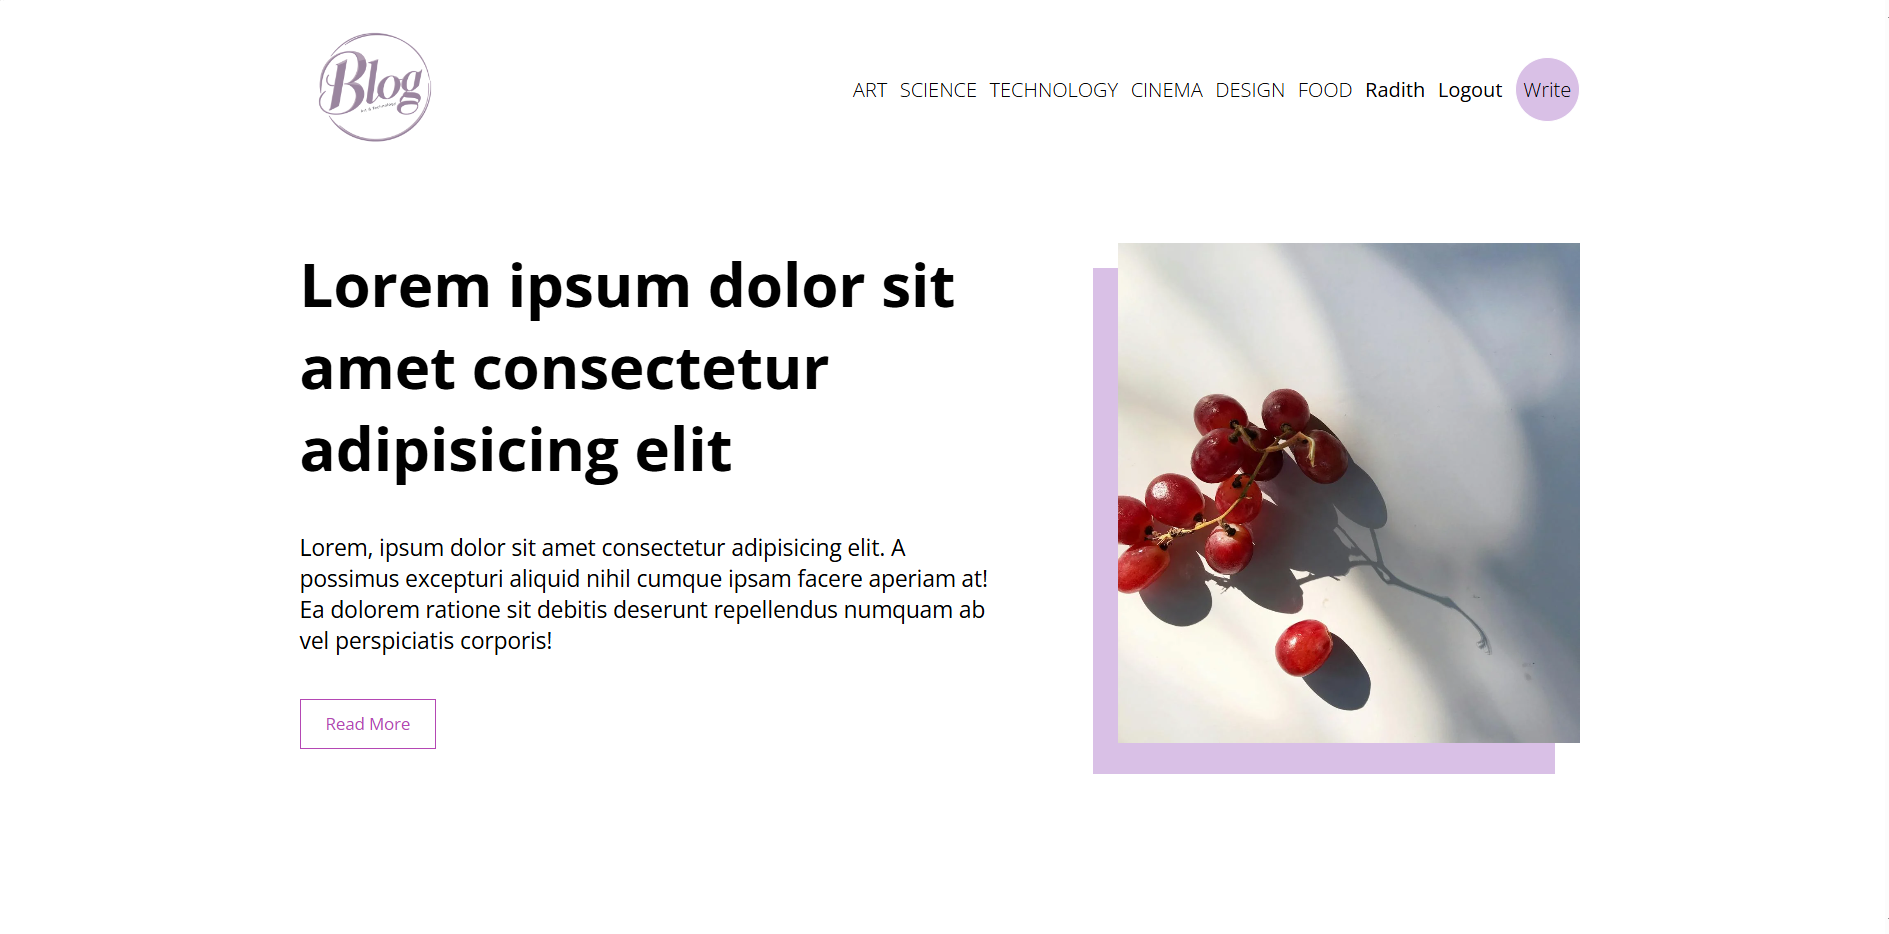 Blog
Art & Technology
ART SCIENCE TECHNOLOGY CINEMA DESIGN FOOD Radith Logout Write
Lorem ipsum dolor sit
amet consectetur
adipisicing elit
Lorem, ipsum dolor sit amet consectetur adipisicing elit. A
possimus excepturi aliquid nihil cumque ipsam facere aperiam at!
Ea dolorem ratione sit debitis deserunt repellendus numquam ab
vel perspiciatis corporis!
Read More